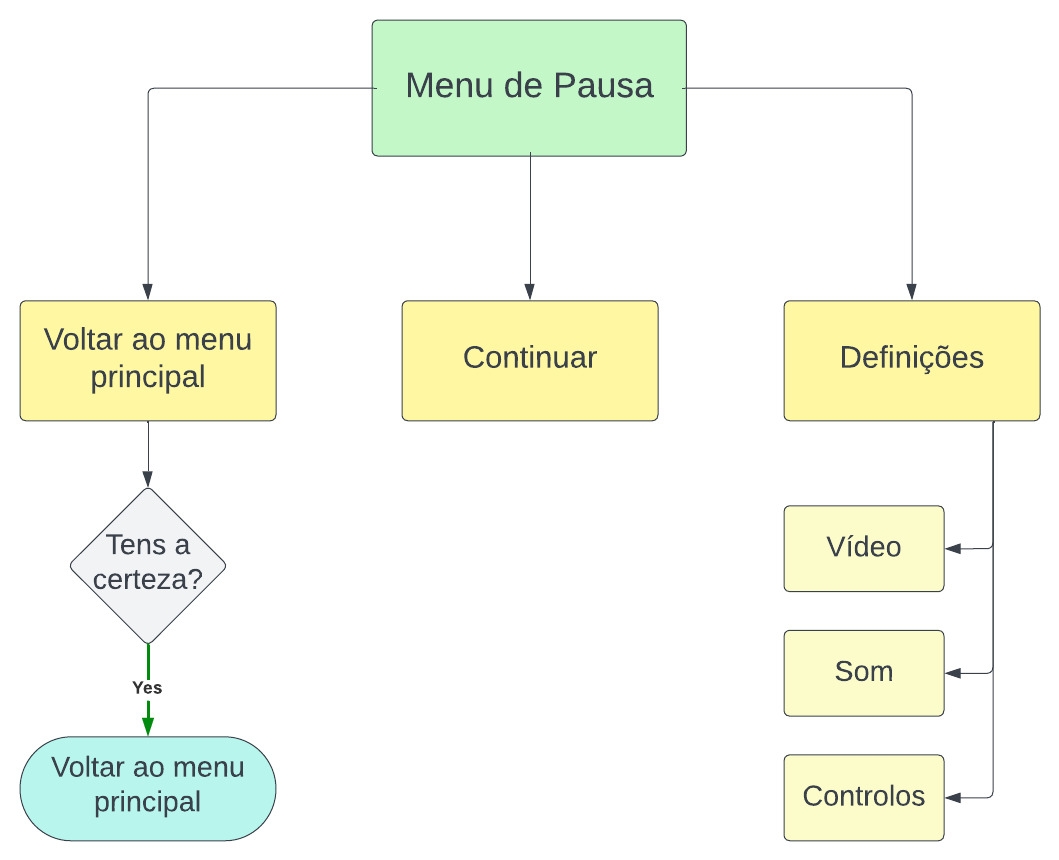 Menu de Pausa
Voltar ao menu
principal
Continuar
Definições
Tens a
certeza?
Yes
Voltar ao menu
principal
Vídeo
Som
Controlos